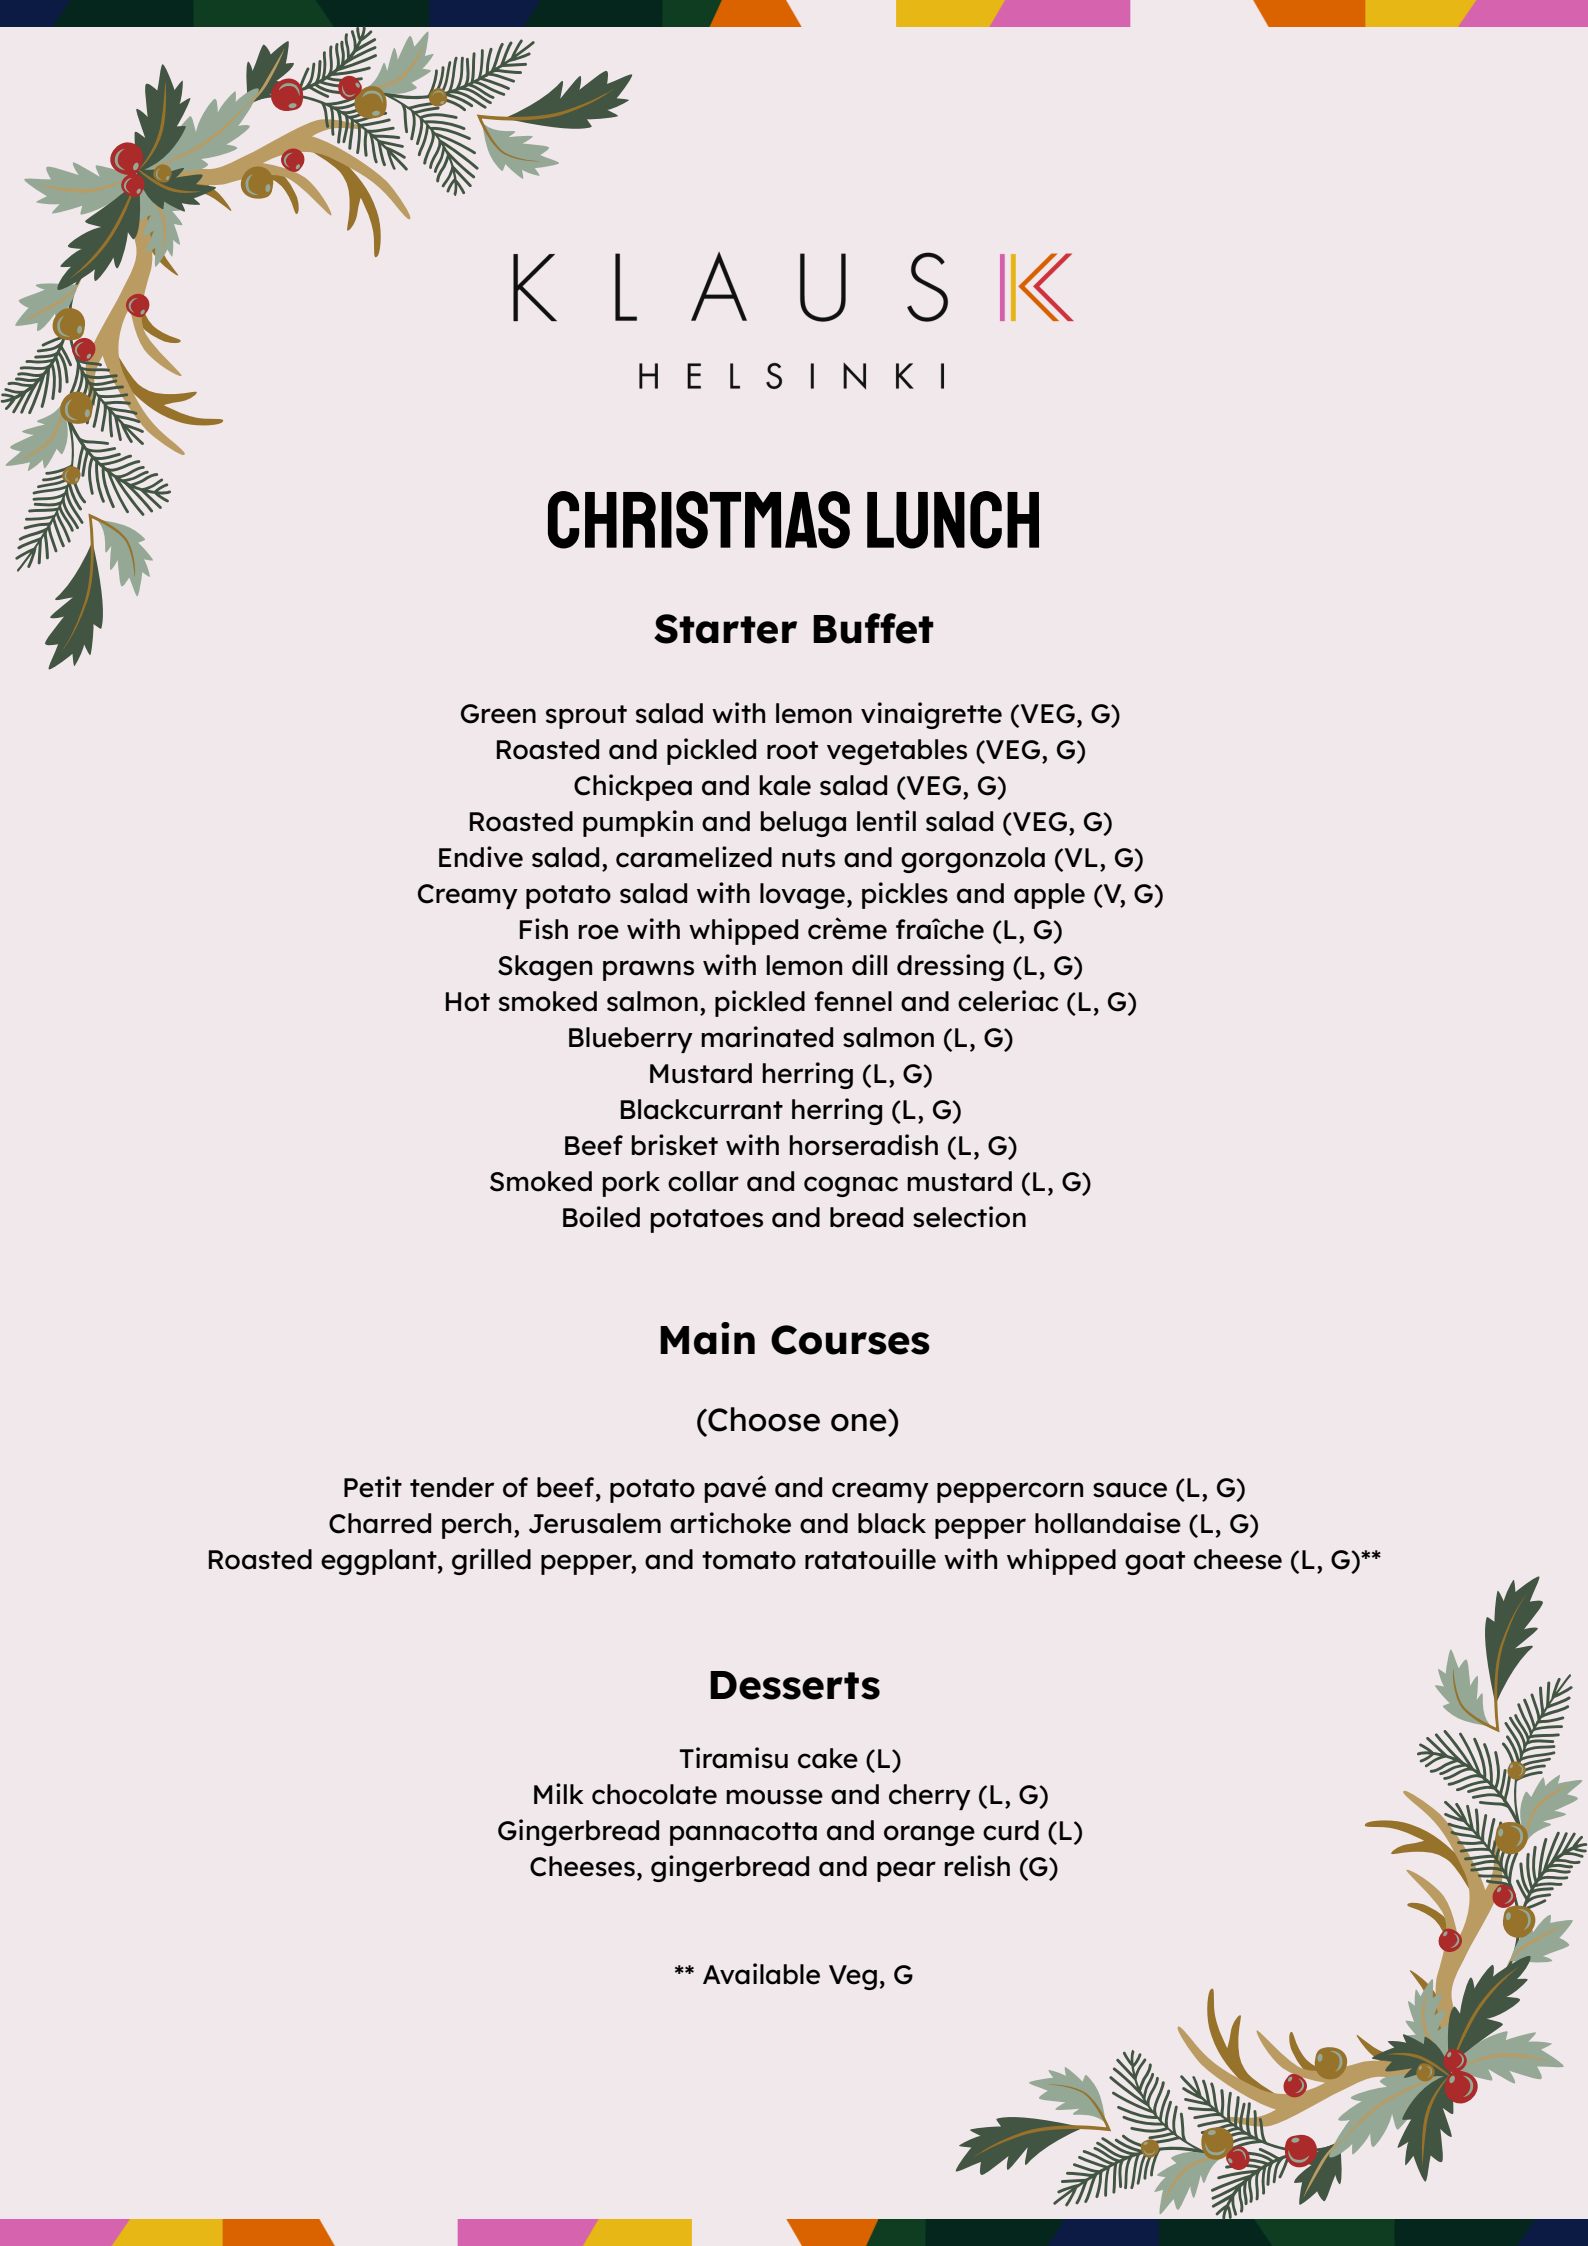 KLAUS K
HELSINKI
CHRISTMAS LUNCH
Starter Buffet
Green sprout salad with lemon vinaigrette (VEG, G)
Roasted and pickled root vegetables (VEG, G)
Chickpea and kale salad (VEG, G)
Roasted pumpkin and beluga lentil salad (VEG, G)
Endive salad, caramelized nuts and gorgonzola (VL, G)
Creamy potato salad with lovage, pickles and apple (V, G)
Fish roe with whipped crème fraîche (L, G)
Skagen prawns with lemon dill dressing (L, G)
Hot smoked salmon, pickled fennel and celeriac (L, G)
Blueberry marinated salmon (L, G)
Mustard herring (L, G)
Blackcurrant herring (L, G)
Beef brisket with horseradish (L, G)
Smoked pork collar and cognac mustard (L, G)
Boiled potatoes and bread selection
Main Courses
(Choose one)
Petit tender of beef, potato pavé and creamy peppercorn sauce (L, G)
Charred perch, Jerusalem artichoke and black pepper hollandaise (L, G)
Roasted eggplant, grilled pepper, and tomato ratatouille with whipped goat cheese (L, G)**
Desserts
Tiramisu cake (L)
Milk chocolate mousse and cherry (L, G)
Gingerbread pannacotta and orange curd (L)
Cheeses, gingerbread and pear relish (G)
** Available Veg, G